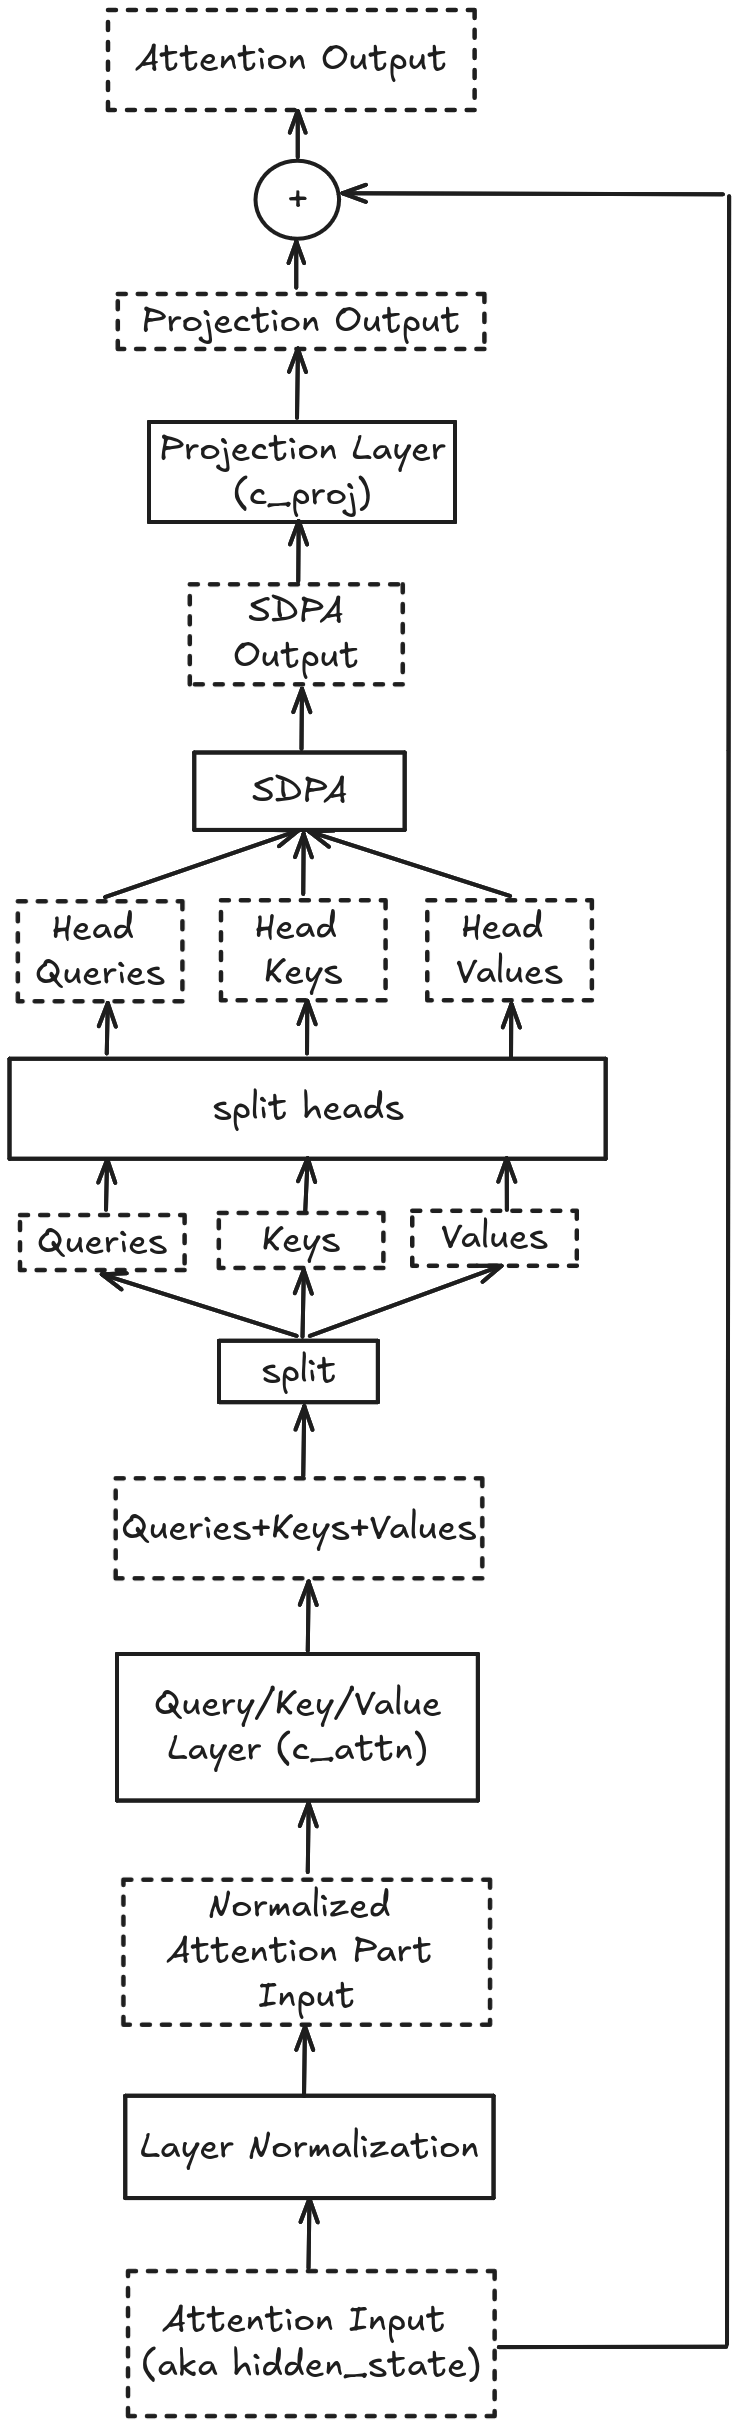 Attention Output
+
Projection Output
Projection Layer
(c_proj)
SDPA
Output
SDPA
Head
Queries
Head
Keys
Head
Values
split heads
Queries
Keys
Values
split
Queries+Keys+Values
Query/Key/Value
Layer (c_attn)
Normalized
Attention Part
Input
Layer Normalization
Attention Input
(aka hidden_state)